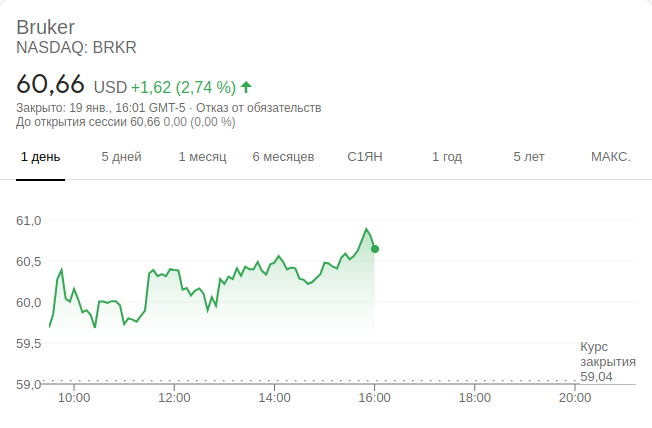 Bruker
NASDAQ: BRKR
60,66 USD +1,62 (2,74 %)
Закрыто: 19 янв., 16:01 GMT-5 · Отказ от обязательств
До открытия сессии 60,66 0,00 (0,00 %)
1 день 5 дней 1 месяц 6 месяцев С1ЯН 1 год 5 лет МАКС.
61,0
60,5
60,0
59,5
Курс
закрытия
59,04
59,0
10:00 12:00 14:00 16:00 18:00 20:00